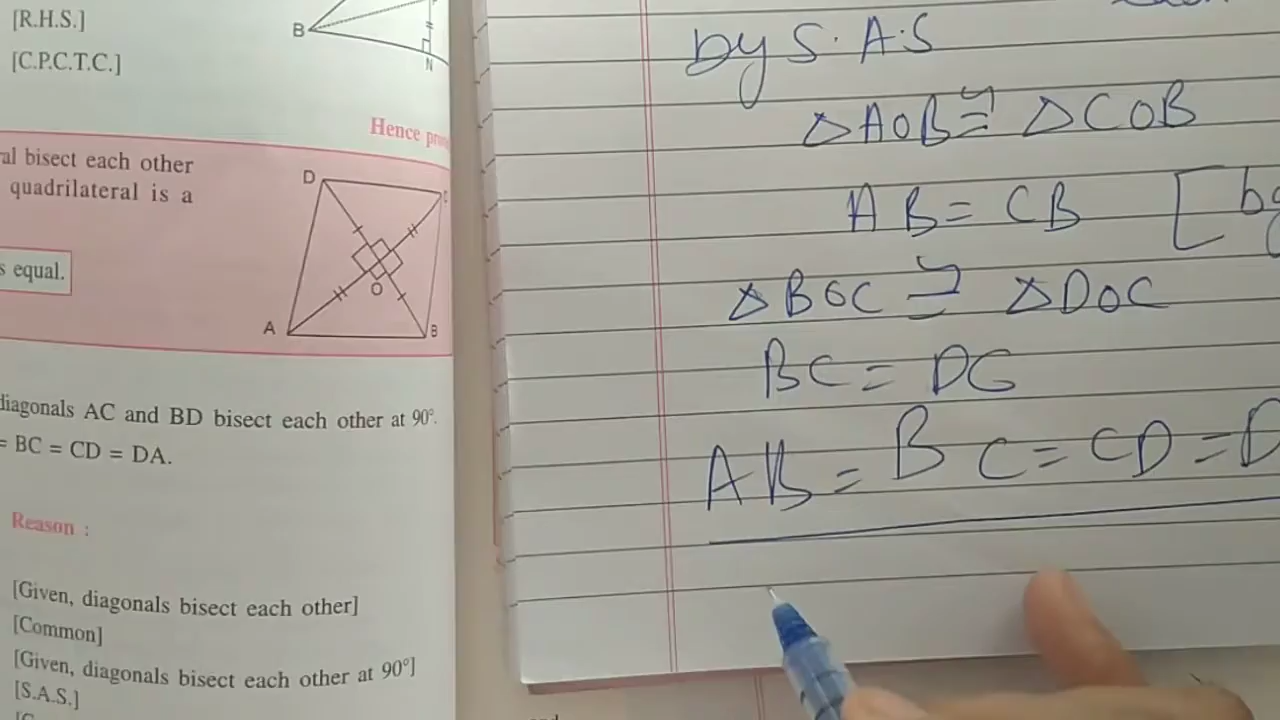 [R.H.S.]
[C.P.C.T.C.]
B
N
Hence
al bisect each other
quadrilateral is a
s equal.
D
O
A
B
diagonals AC and BD bisect each other at 90°.
= BC = CD = DA.
Reason :
[Given, diagonals bisect each other]
[Common]
[Given, diagonals bisect each other at 90°]
[S.A.S.]
by S.A.S
△AOB ≅ △COB
AB = CB [by
△BOC ≅ △DOC
BC = DC
AB = BC = CD = D